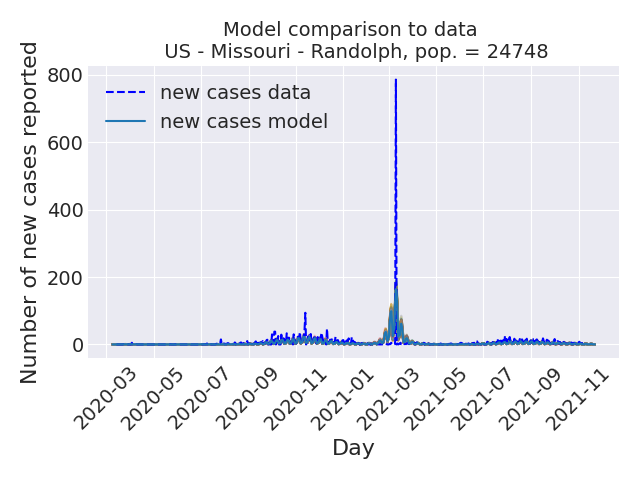 Model comparison to data
US - Missouri - Randolph, pop. = 24748
Number of new cases reported
800
600
400
200
0
new cases data
new cases model
2020-03
2020-05
2020-07
2020-09
2020-11
2021-01
2021-03
2021-05
2021-07
2021-09
2021-11
Day